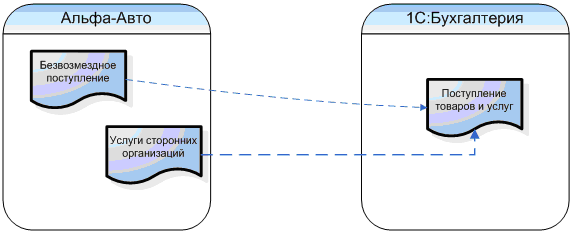 Альфа-Авто
1С:Бухгалтерия
Безвозмездное
поступление
Поступление
товаров и услуг
Услуги сторонних
организаций